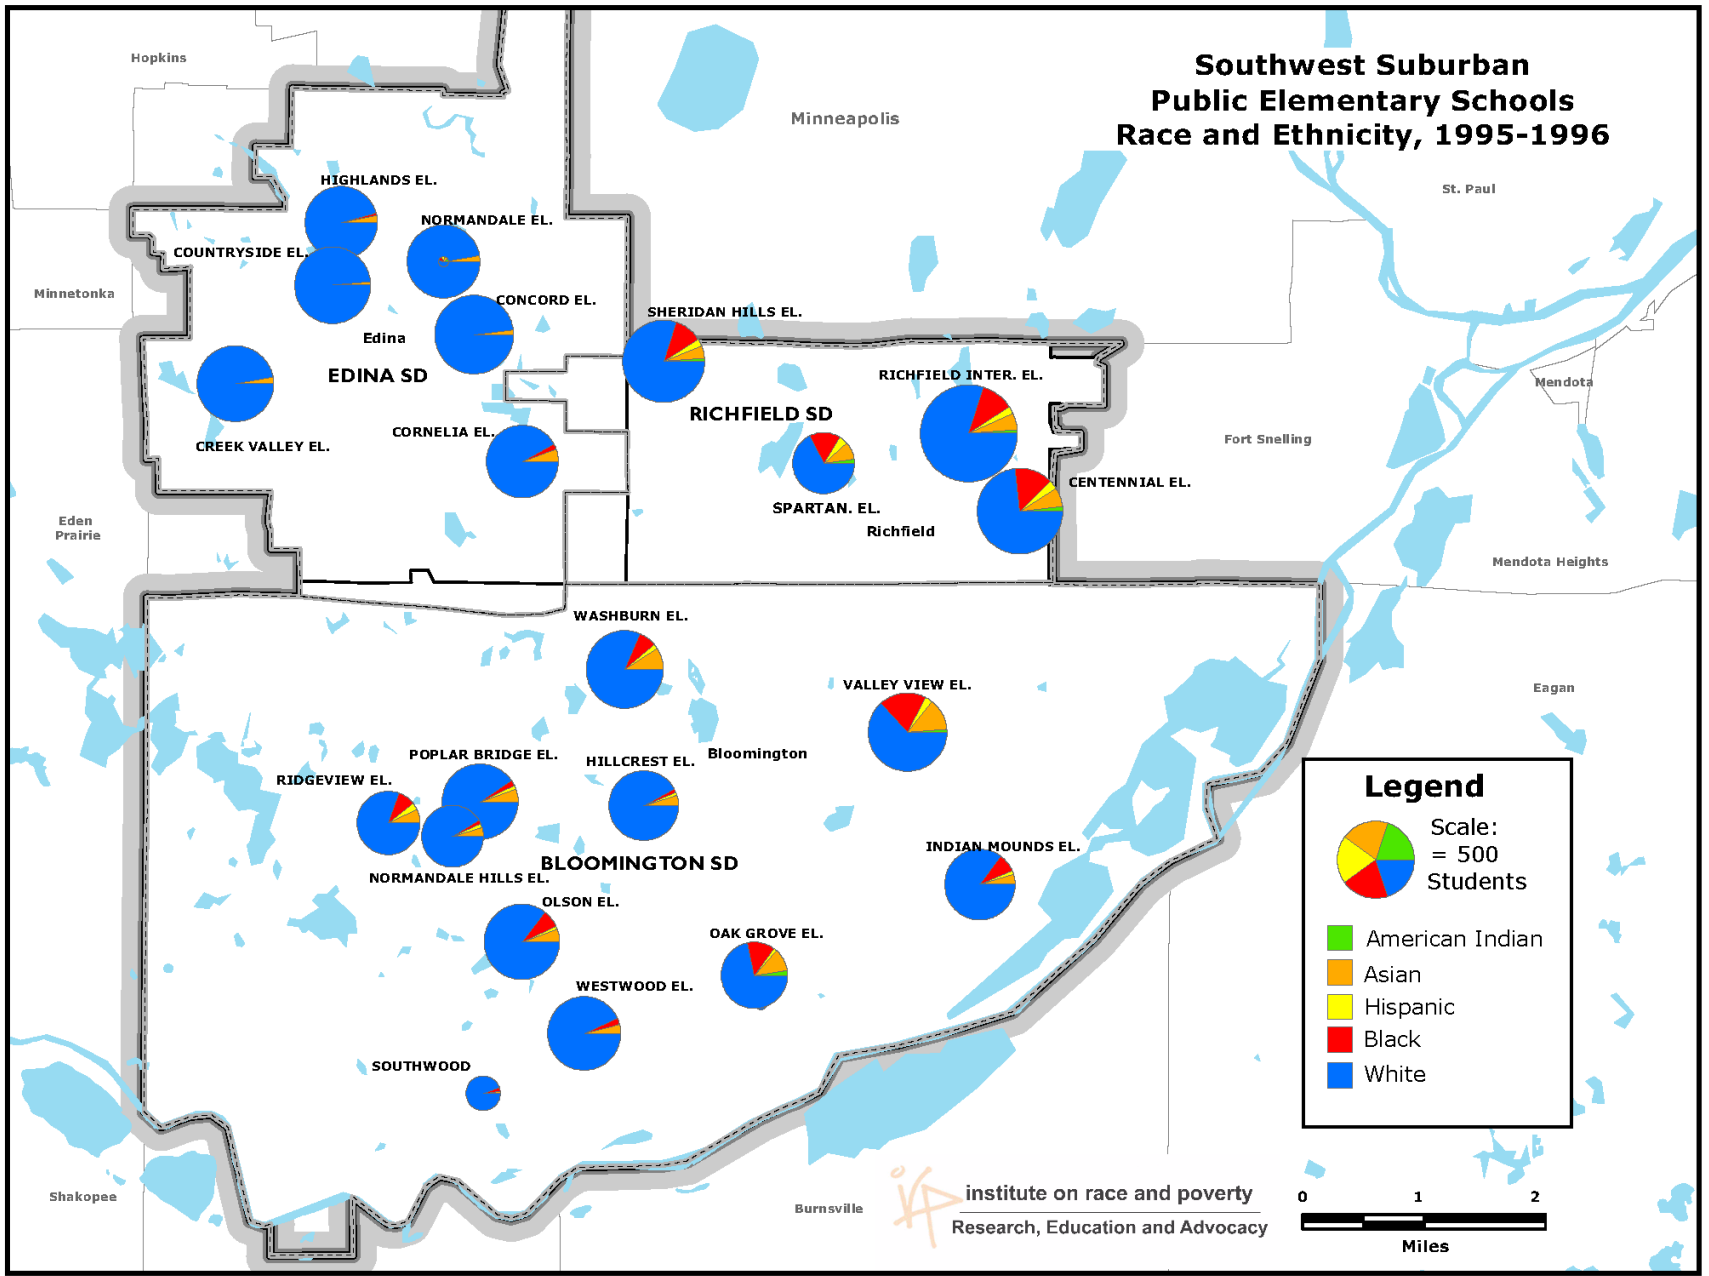 Southwest Suburban
Public Elementary Schools
Race and Ethnicity, 1995-1996
Hopkins
Minneapolis
St. Paul
HIGHLANDS EL.
NORMANDALE EL.
COUNTRYSIDE EL.
Minnetonka
CONCORD EL.
SHERIDAN HILLS EL.
Edina
EDINA SD
RICHFIELD INTER. EL.
Mendota
RICHFIELD SD
CORNELIA EL.
CREEK VALLEY EL.
Fort Snelling
CENTENNIAL EL.
SPARTAN. EL.
Eden
Prairie
Richfield
Mendota Heights
WASHBURN EL.
VALLEY VIEW EL.
Eagan
POPLAR BRIDGE EL.
HILLCREST EL.
Bloomington
RIDGEVIEW EL.
BLOOMINGTON SD
INDIAN MOUNDS EL.
NORMANDALE HILLS EL.
OLSON EL.
OAK GROVE EL.
WESTWOOD EL.
SOUTHWOOD
Legend
Scale:
= 500
Students
American Indian
Asian
Hispanic
Black
White
Shakopee
Burnsville
irp
institute on race and poverty
Research, Education and Advocacy
0 1 2
Miles